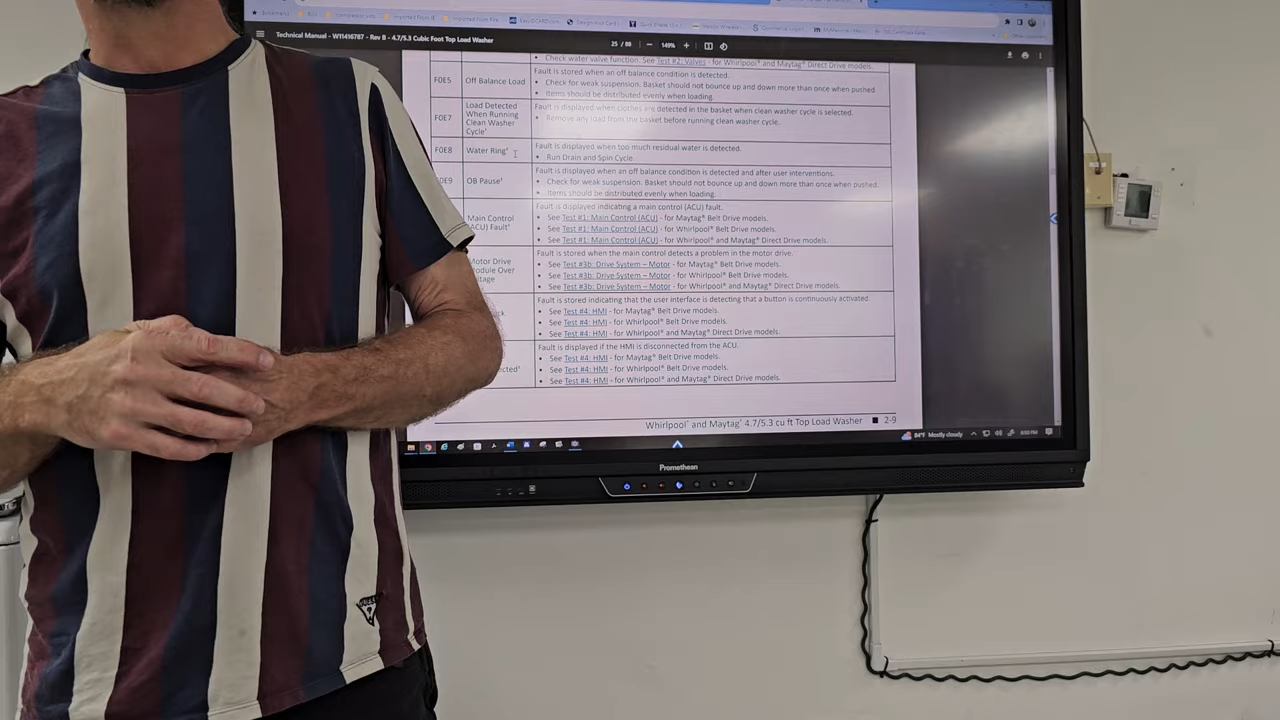 Technical Manual - W11416787 - Rev B - 4.7/5.3 Cubic Foot Top Load Washer
25 / 88
149%
Check water valve function. See Test #2: Valves - for Whirlpool® and Maytag® Direct Drive models.
F0E5 Off Balance Load
Fault is stored when an off balance condition is detected.
• Check for weak suspension. Basket should not bounce up and down more than once when pushed.
• Items should be distributed evenly when loading.
F0E7 Load Detected When Running Clean Washer Cycle
Fault is displayed when clothes are detected in the basket when clean washer cycle is selected.
• Remove any load from the basket before running clean washer cycle.
F0E8 Water Ring
Fault is displayed when too much residual water is detected.
• Run Drain and Spin Cycle.
0E9 OB Pause
Fault is displayed when an off balance condition is detected and after user interventions.
• Check for weak suspension. Basket should not bounce up and down more than once when pushed.
• Items should be distributed evenly when loading.
Main Control
ACU) Fault
Fault is displayed indicating a main control (ACU) fault.
• See Test #1: Main Control (ACU) - for Maytag® Belt Drive models.
• See Test #1: Main Control (ACU) - for Whirlpool® Belt Drive models.
• See Test #1: Main Control (ACU) - for Whirlpool® and Maytag® Direct Drive models.
Motor Drive
odule Over
ltage
Fault is stored when the main control detects a problem in the motor drive.
• See Test #3b: Drive System – Motor - for Maytag® Belt Drive models.
• See Test #3b: Drive System – Motor - for Whirlpool® Belt Drive models.
• See Test #3b: Drive System – Motor - for Whirlpool® and Maytag® Direct Drive models.
Fault is stored indicating that the user interface is detecting that a button is continuously activated.
• See Test #4: HMI - for Maytag® Belt Drive models.
• See Test #4: HMI - for Whirlpool® Belt Drive models.
• See Test #4: HMI - for Whirlpool® and Maytag® Direct Drive models.
ected
Fault is displayed if the HMI is disconnected from the ACU.
• See Test #4: HMI - for Maytag® Belt Drive models.
• See Test #4: HMI - for Whirlpool® Belt Drive models.
• See Test #4: HMI - for Whirlpool® and Maytag® Direct Drive models.
Whirlpool® and Maytag® 4.7/5.3 cu ft Top Load Washer ■ 2-9
84°F Mostly cloudy
Promethean